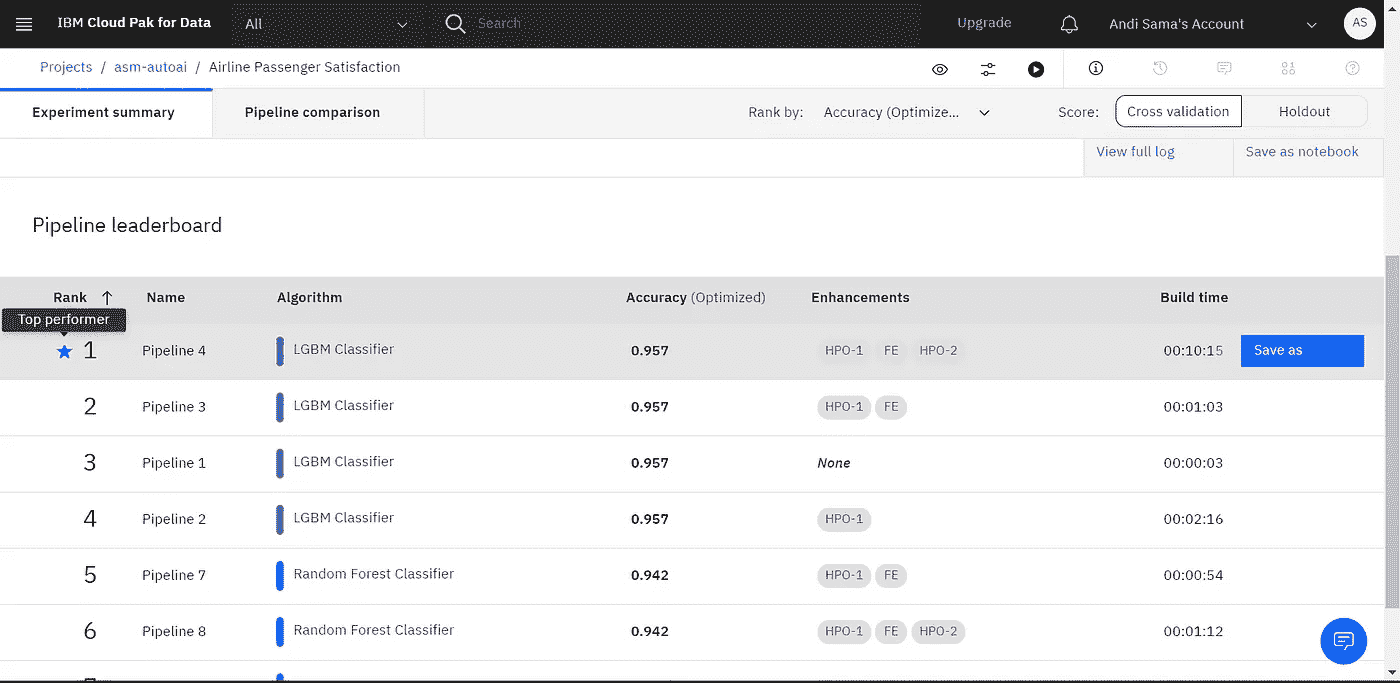 IBM Cloud Pak for Data All Search Upgrade Andi Sama's Account AS
Projects / asm-autoai / Airline Passenger Satisfaction
Experiment summary Pipeline comparison Rank by: Accuracy (Optimize... Score: Cross validation Holdout
View full log Save as notebook
Pipeline leaderboard
Rank Name Algorithm Accuracy (Optimized) Enhancements Build time
Top performer
1 Pipeline 4 LGBM Classifier 0.957 HPO-1 FE HPO-2 00:10:15 Save as
2 Pipeline 3 LGBM Classifier 0.957 HPO-1 FE 00:01:03
3 Pipeline 1 LGBM Classifier 0.957 None 00:00:03
4 Pipeline 2 LGBM Classifier 0.957 HPO-1 00:02:16
5 Pipeline 7 Random Forest Classifier 0.942 HPO-1 FE 00:00:54
6 Pipeline 8 Random Forest Classifier 0.942 HPO-1 FE HPO-2 00:01:12